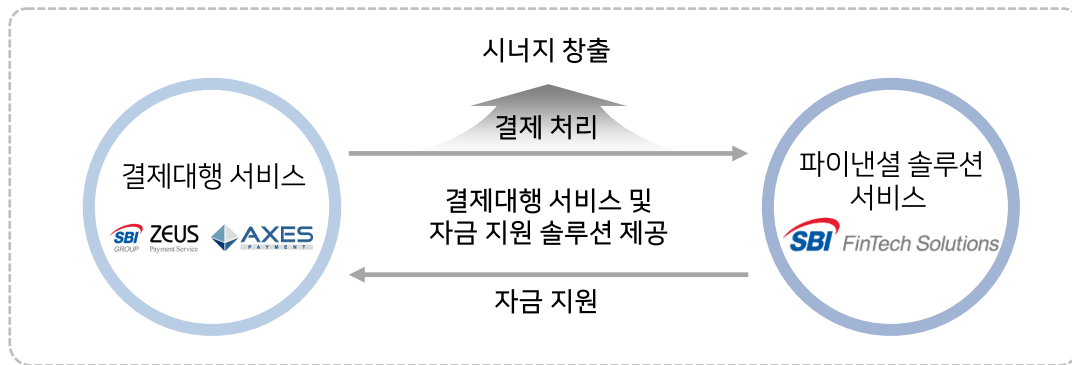 시너지 창출
결제 처리
결제대행 서비스
SBI
GROUP
ZEUS
Payment Service
AXES
PAYMENT
결제대행 서비스 및
자금 지원 솔루션 제공
자금 지원
파이낸셜 솔루션
서비스
SBI FinTech Solutions